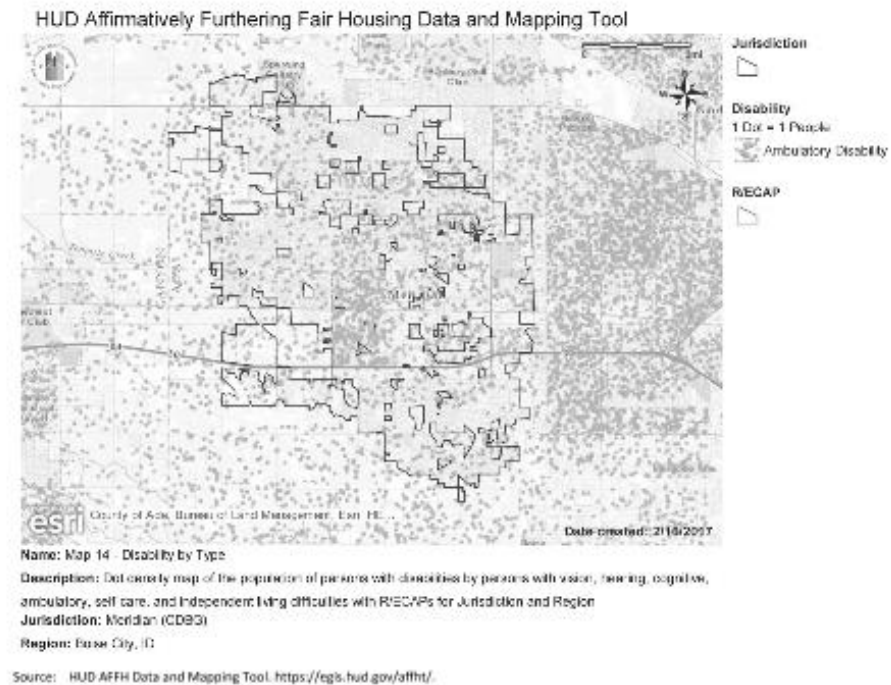 HUD Affirmatively Furthering Fair Housing Data and Mapping Tool
Jurisdiction
Disability
1 Dot = 1 People
Ambulatory Disability
R/ECAP
Club
84
esri County of Ada, Bureau of Land Management, Esri, HE...
Date created: 2/16/2017
Name: Map 14 - Disability by Type
Description: Dot density map of the population of persons with disabilities by persons with vision, hearing, cognitive,
ambulatory, self care, and independent living difficulties with R/ECAPs for Jurisdiction and Region
Jurisdiction: Meridian (CDBG)
Region: Boise City, ID
Source: HUD AFFH Data and Mapping Tool. https://egis.hud.gov/affht/.